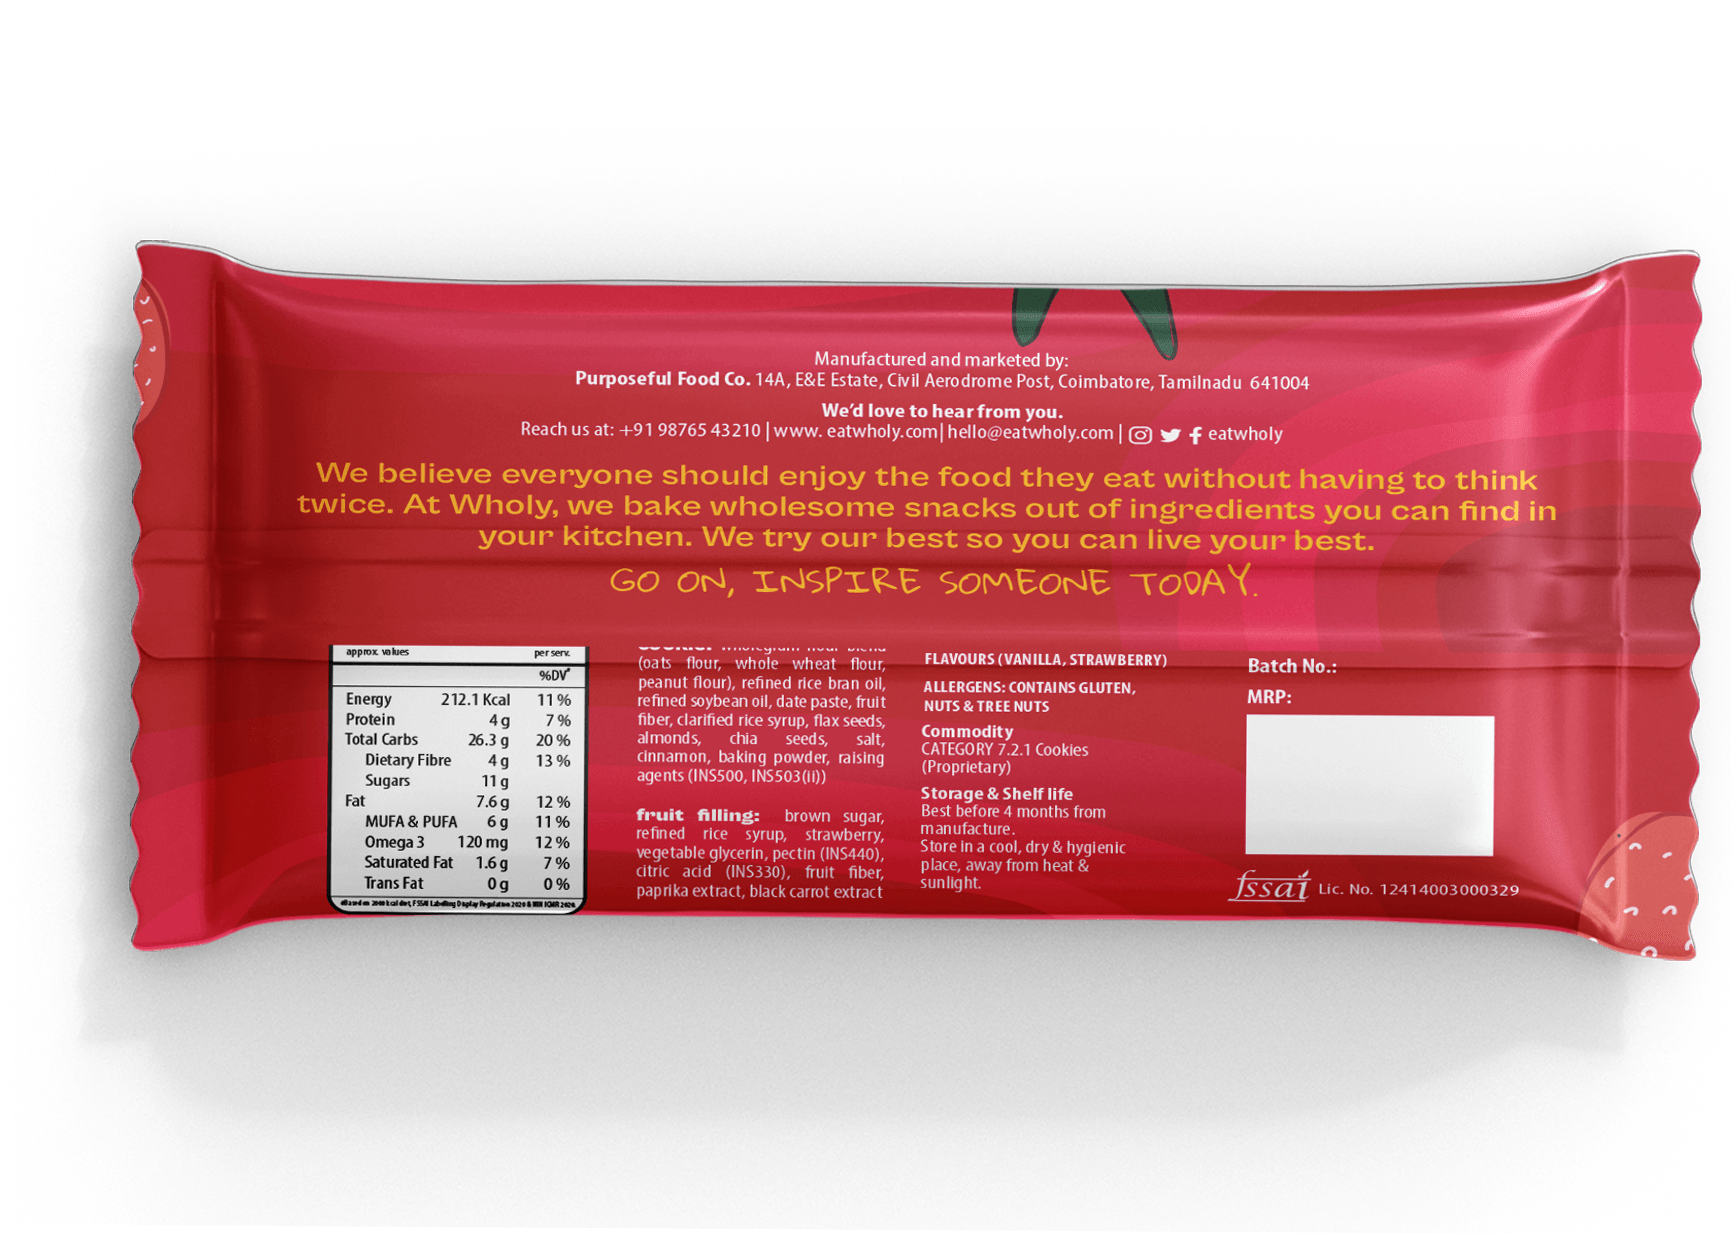 Manufactured and marketed by:
Purposeful Food Co. 14A, E&E Estate, Civil Aerodrome Post, Coimbatore, Tamilnadu 641004
We'd love to hear from you.
Reach us at: +91 98765 43210 | www. eatwholy.com| hello@eatwholy.com | eatwholy
We believe everyone should enjoy the food they eat without having to think
twice. At Wholy, we bake wholesome snacks out of ingredients you can find in
your kitchen. We try our best so you can live your best.
GO ON, INSPIRE SOMEONE TODAY.
approx. values per serv.
%DV*
Energy 212.1 Kcal 11 %
Protein 4 g 7 %
Total Carbs 26.3 g 20 %
Dietary Fibre 4 g 13 %
Sugars 11 g
Fat 7.6 g 12 %
MUFA & PUFA 6 g 11 %
Omega 3 120 mg 12 %
Saturated Fat 1.6 g 7 %
Trans Fat 0 g 0 %
(oats flour, whole wheat flour,
peanut flour), refined rice bran oil,
refined soybean oil, date paste, fruit
fiber, clarified rice syrup, flax seeds,
almonds, chia seeds, salt,
cinnamon, baking powder, raising
agents (INS500, INS503(ii))
fruit filling: brown sugar,
refined rice syrup, strawberry,
vegetable glycerin, pectin (INS440),
citric acid (INS330), fruit fiber,
paprika extract, black carrot extract
FLAVOURS (VANILLA, STRAWBERRY)
ALLERGENS: CONTAINS GLUTEN,
NUTS & TREE NUTS
Commodity
CATEGORY 7.2.1 Cookies
(Proprietary)
Storage & Shelf life
Best before 4 months from
manufacture.
Store in a cool, dry & hygienic
place, away from heat &
sunlight.
Batch No.:
MRP:
fssai Lic. No. 12414003000329